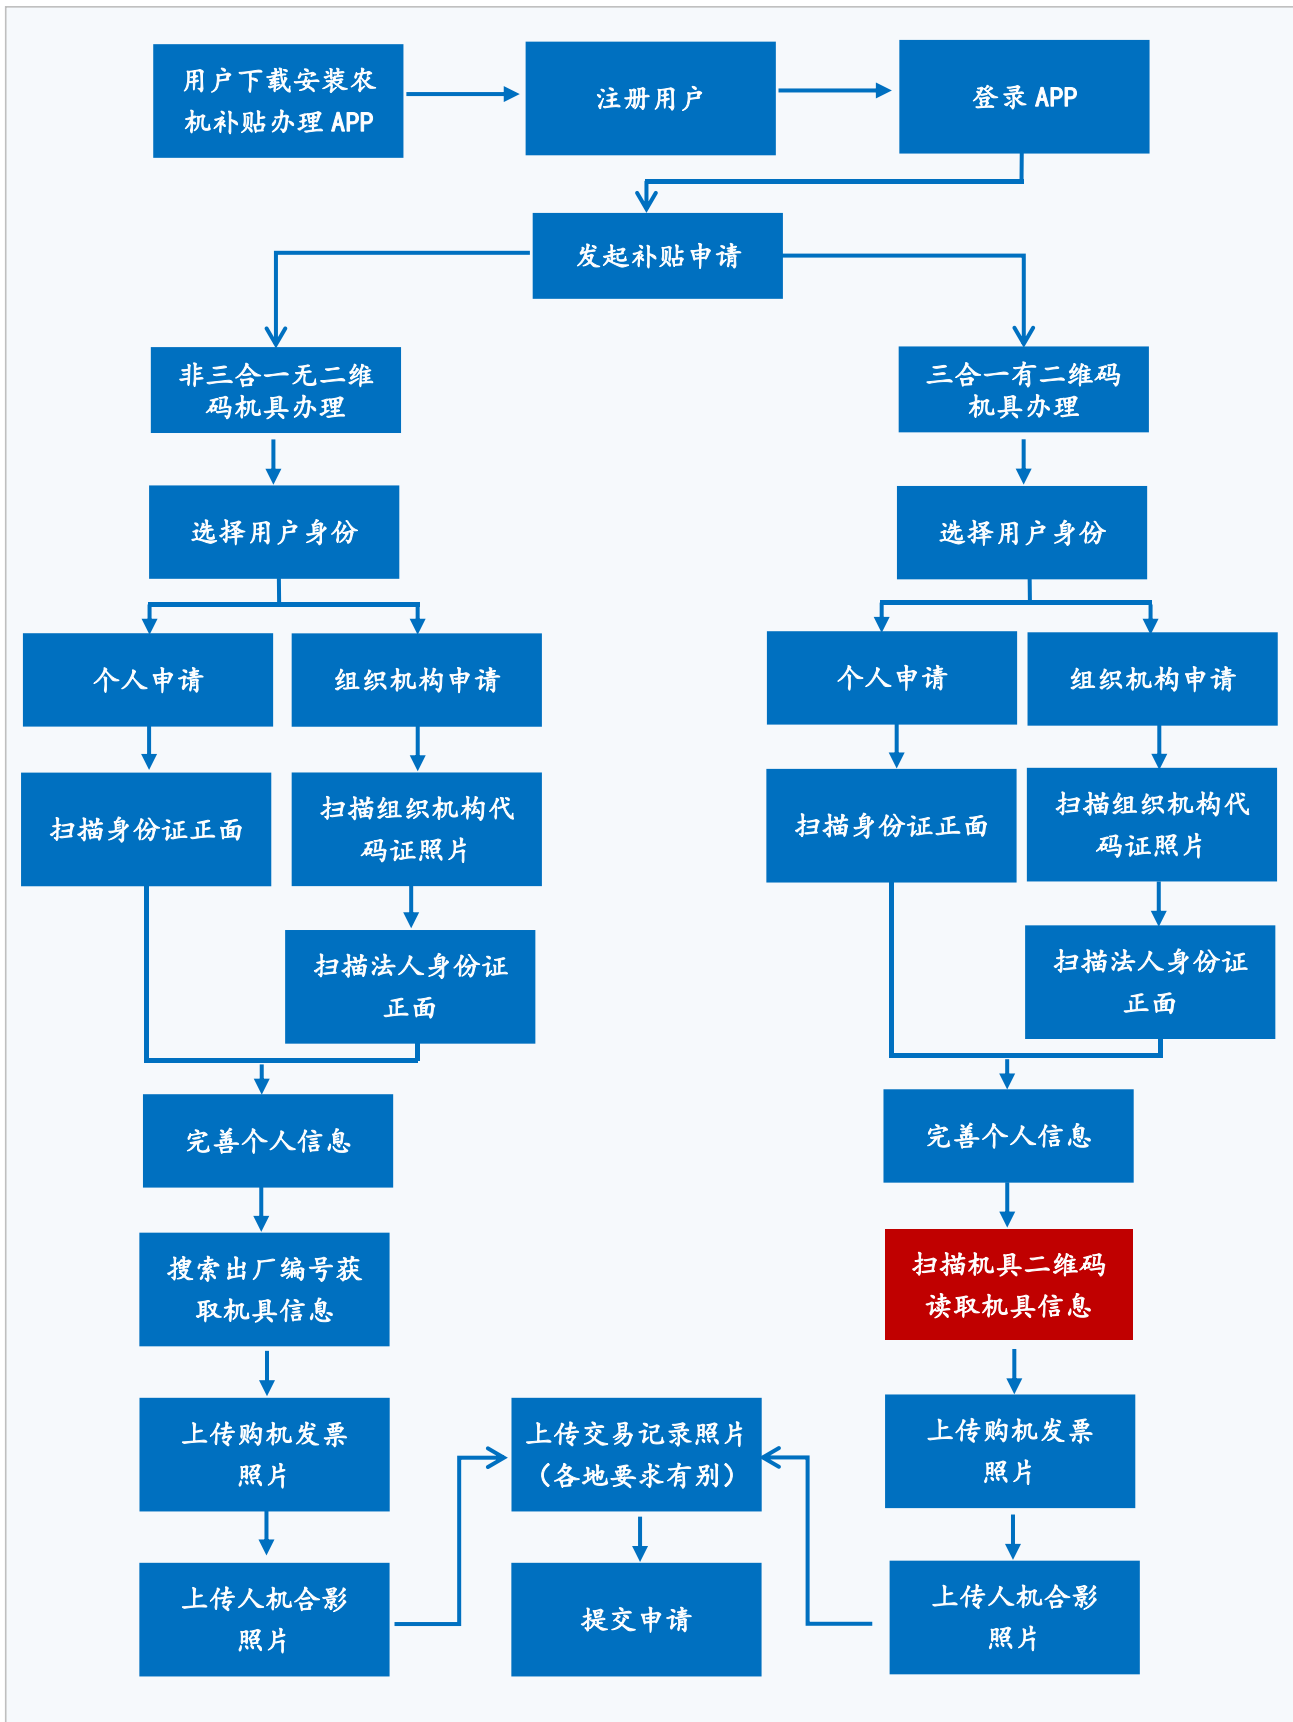 用户下载安装农
机补贴办理 APP
注册用户
登录 APP
发起补贴申请
非三合一无二维
码机具办理
三合一有二维码
机具办理
选择用户身份
选择用户身份
个人申请
组织机构申请
个人申请
组织机构申请
扫描身份证正面
扫描组织机构代
码证照片
扫描身份证正面
扫描组织机构代
码证照片
扫描法人身份证
正面
扫描法人身份证
正面
完善个人信息
完善个人信息
搜索出厂编号获
取机具信息
扫描机具二维码
读取机具信息
上传购机发票
照片
上传交易记录照片
（各地要求有别）
上传购机发票
照片
上传人机合影
照片
提交申请
上传人机合影
照片